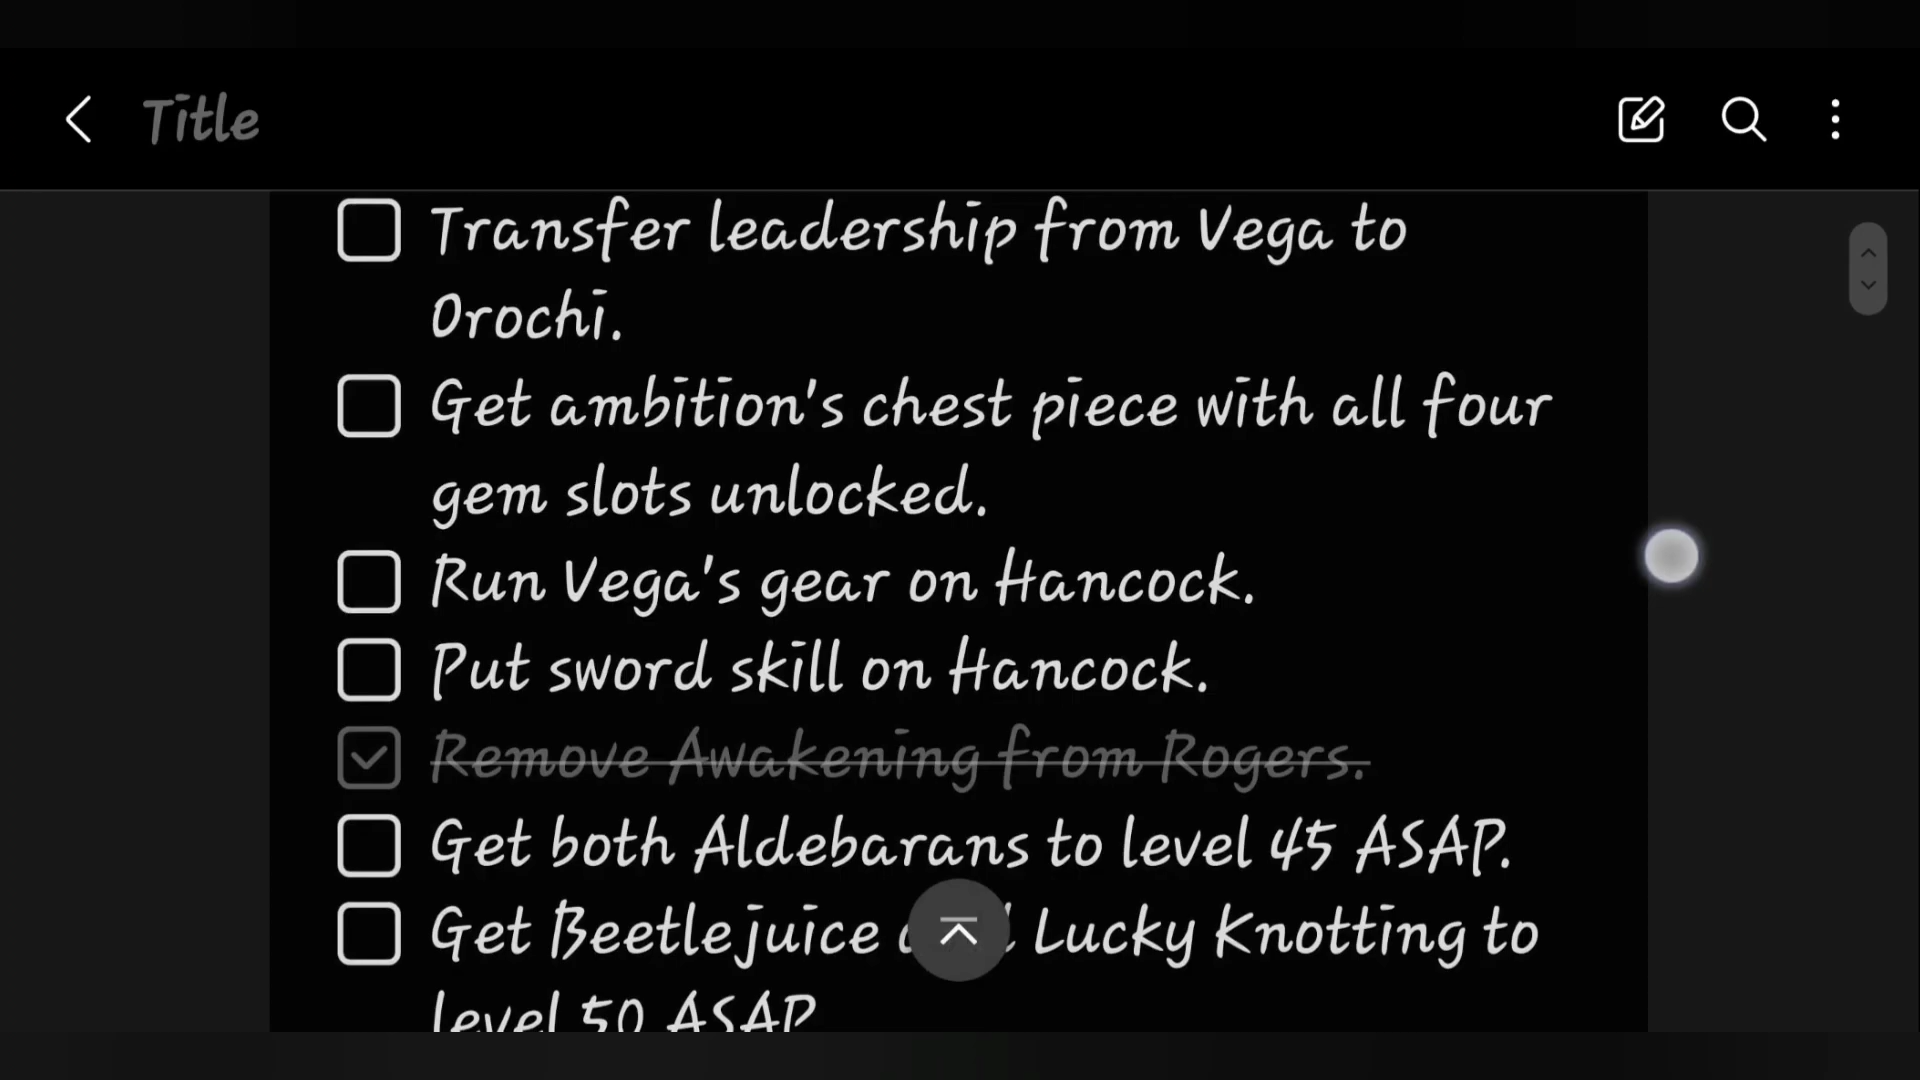 Title
Transfer leadership from Vega to
Orochi.
Get ambition's chest piece with all four
gem slots unlocked.
Run Vega's gear on Hancock.
Put sword skill on Hancock.
Remove Awakening from Rogers.
Get both Aldebarans to level 45 ASAP.
Get Beetlejuice Lucky Knotting to
level 50 ASAP